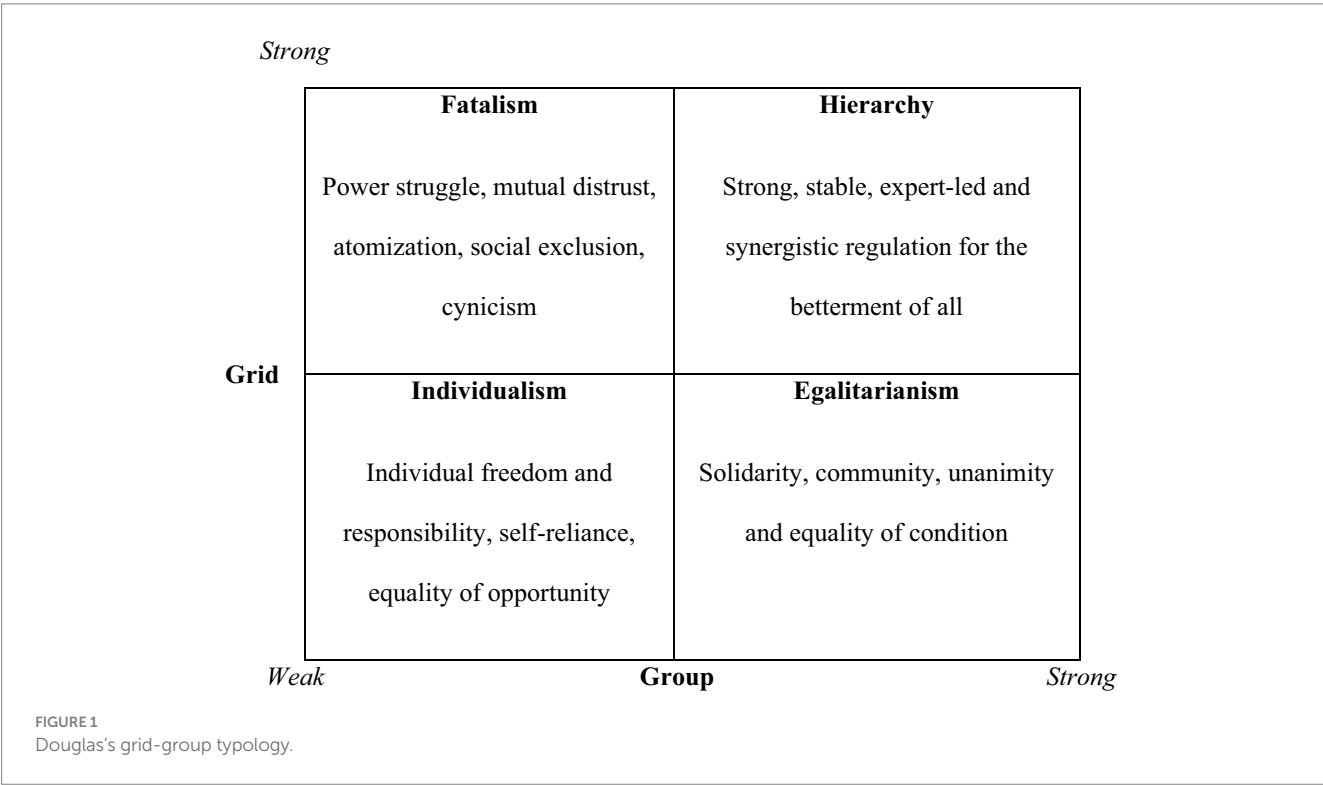 Strong
Fatalism
Power struggle, mutual distrust,
atomization, social exclusion,
cynicism
Hierarchy
Strong, stable, expert-led and
synergistic regulation for the
betterment of all
Grid
Individualism
Individual freedom and
responsibility, self-reliance,
equality of opportunity
Egalitarianism
Solidarity, community, unanimity
and equality of condition
Weak
Group
Strong
FIGURE 1
Douglas's grid-group typology.